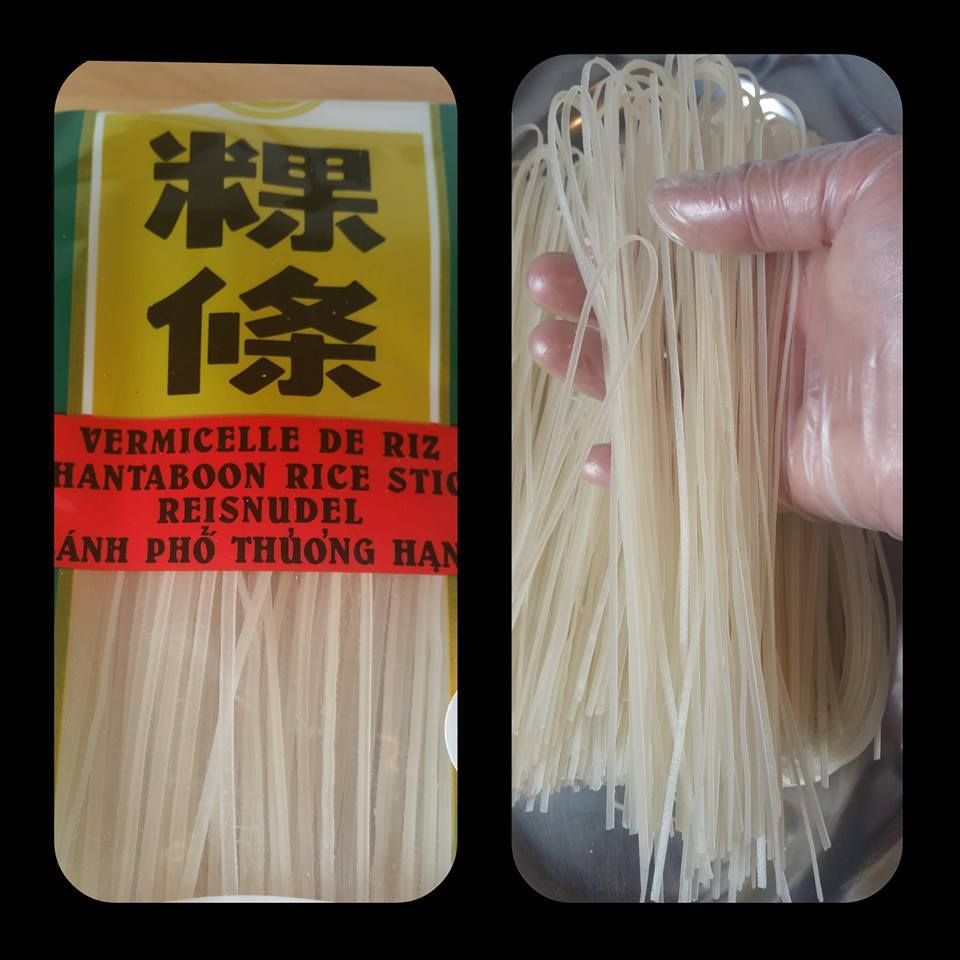 粿
條
VERMICELLE DE RIZ
HANTABOON RICE STIC
REISNUDEL
ÁNH PHỞ THƯỢNG HẠN